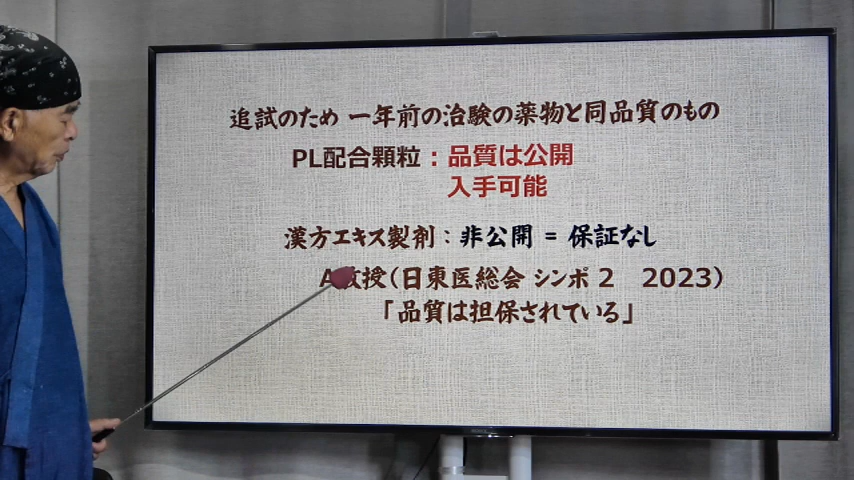 追試のため 一年前の治験の薬物と同品質のもの
PL配合顆粒：品質は公開
入手可能
漢方エキス製剤：非公開 = 保証なし
A教授（日東医総会 シンポ２　2023）
「品質は担保されている」